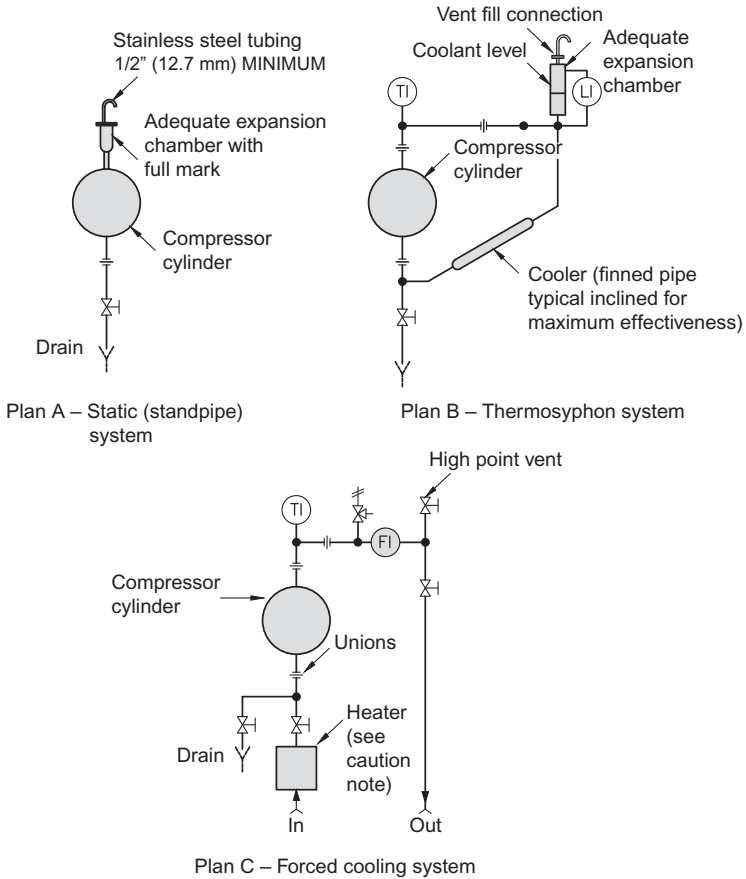 Stainless steel tubing
1/2” (12.7 mm) MINIMUM
Adequate expansion
chamber with
full mark
Compressor
cylinder
Drain
Plan A – Static (standpipe)
system
Vent fill connection
Coolant level
Adequate
expansion
chamber
TI
LI
Compressor
cylinder
Cooler (finned pipe
typical inclined for
maximum effectiveness)
Plan B – Thermosyphon system
High point vent
TI
FI
Compressor
cylinder
Unions
Heater
(see
caution
note)
Drain
In
Out
Plan C – Forced cooling system